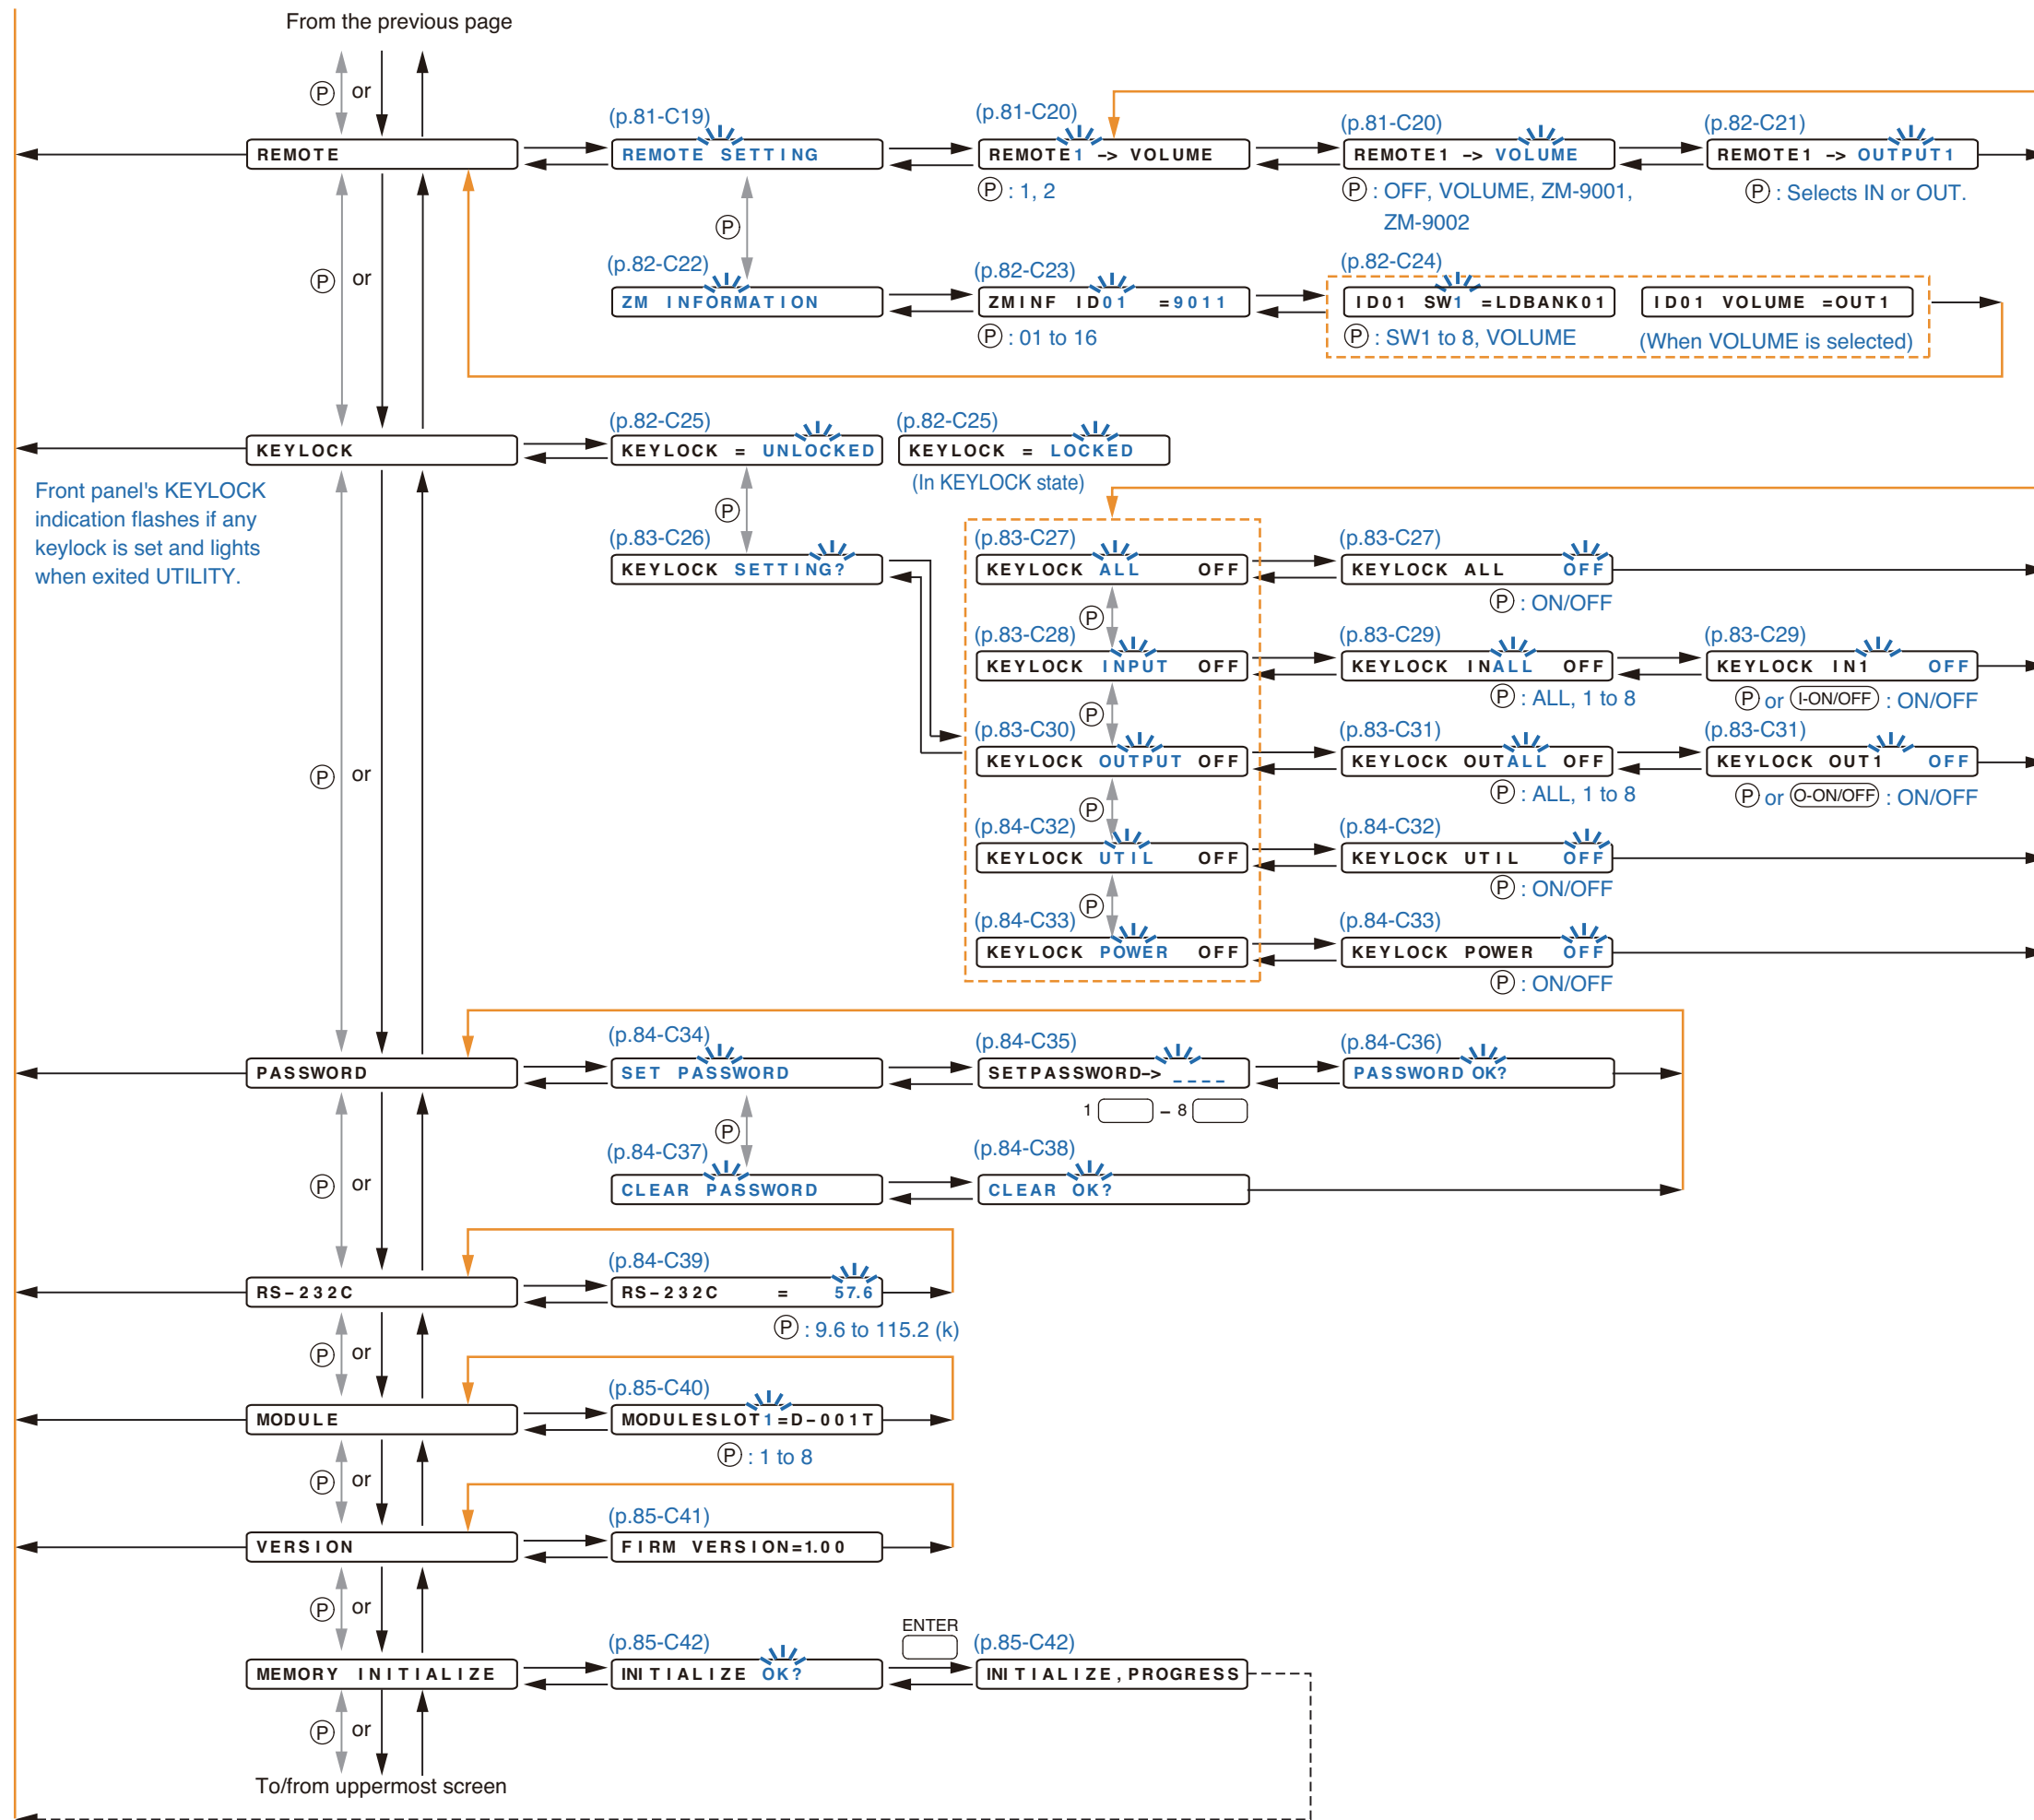 From the previous page
P or
(p.81-C19)
(p.81-C20)
(p.81-C20)
(p.82-C21)
REMOTE
REMOTE SETTING
REMOTE1 -> VOLUME
REMOTE1 -> VOLUME
REMOTE1 -> OUTPUT1
P : 1, 2
P : OFF, VOLUME, ZM-9001,
ZM-9002
P : Selects IN or OUT.
P
P or
(p.82-C22)
(p.82-C23)
(p.82-C24)
ZM INFORMATION
ZMINF ID01 =9011
ID01 SW1 =LDBANK01
ID01 VOLUME =OUT1
P : 01 to 16
P : SW1 to 8, VOLUME
(When VOLUME is selected)
(p.82-C25)
(p.82-C25)
KEYLOCK
KEYLOCK = UNLOCKED
KEYLOCK = LOCKED
(In KEYLOCK state)
Front panel's KEYLOCK
indication flashes if any
keylock is set and lights
when exited UTILITY.
P
(p.83-C26)
(p.83-C27)
(p.83-C27)
KEYLOCK SETTING?
KEYLOCK ALL OFF
KEYLOCK ALL OFF
P : ON/OFF
P
(p.83-C28)
(p.83-C29)
(p.83-C29)
KEYLOCK INPUT OFF
KEYLOCK INALL OFF
KEYLOCK IN1 OFF
P : ALL, 1 to 8
P or I-ON/OFF : ON/OFF
P
(p.83-C30)
(p.83-C31)
(p.83-C31)
KEYLOCK OUTPUT OFF
KEYLOCK OUTALL OFF
KEYLOCK OUT1 OFF
P or
P : ALL, 1 to 8
P or O-ON/OFF : ON/OFF
P
(p.84-C32)
(p.84-C32)
KEYLOCK UTIL OFF
KEYLOCK UTIL OFF
P : ON/OFF
P
(p.84-C33)
(p.84-C33)
KEYLOCK POWER OFF
KEYLOCK POWER OFF
P : ON/OFF
(p.84-C34)
(p.84-C35)
(p.84-C36)
PASSWORD
SET PASSWORD
SETPASSWORD-> _ _ _ _
PASSWORD OK?
1 – 8
P
(p.84-C37)
(p.84-C38)
P or
CLEAR PASSWORD
CLEAR OK?
(p.84-C39)
RS-232C
RS-232C = 57.6
P : 9.6 to 115.2 (k)
P or
(p.85-C40)
MODULE
MODULESLOT1=D-001T
P : 1 to 8
P or
(p.85-C41)
VERSION
FIRM VERSION=1.00
P or
ENTER
(p.85-C42)
(p.85-C42)
MEMORY INITIALIZE
INITIALIZE OK?
INITIALIZE,PROGRESS
P or
To/from uppermost screen